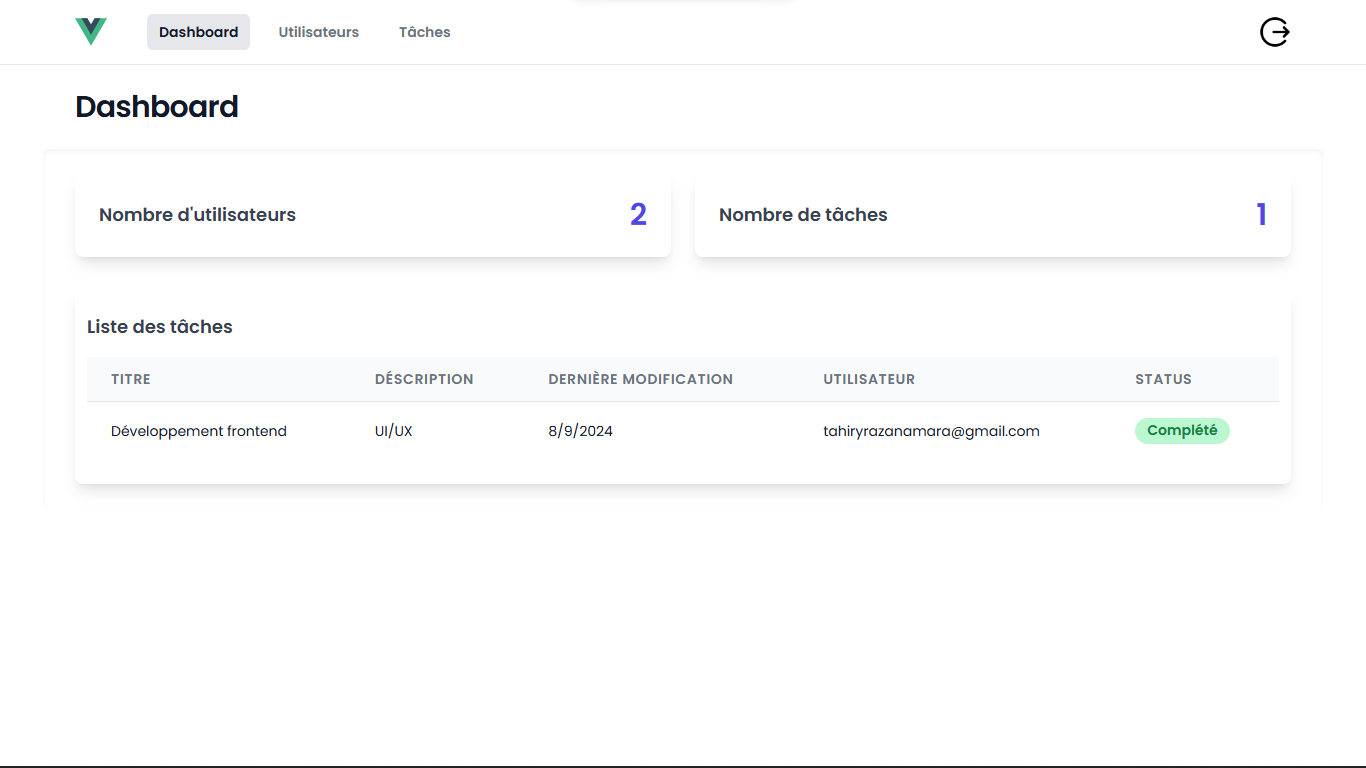 Dashboard Utilisateurs Tâches
Dashboard
Nombre d'utilisateurs 2 Nombre de tâches 1
Liste des tâches
TITRE DÉSCRIPTION DERNIÈRE MODIFICATION UTILISATEUR STATUS
Développement frontend UI/UX 8/9/2024 tahiryrazanamara@gmail.com Complété